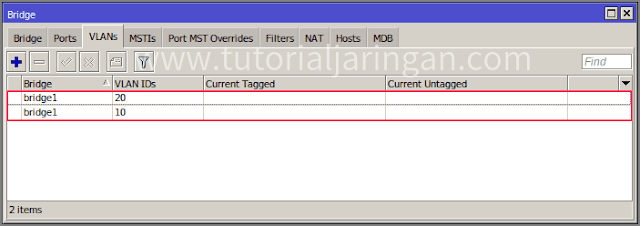 Bridge
Bridge Ports VLANs MSTIs Port MST Overrides Filters NAT Hosts MDB
www.tutorialjaringan.com
Find
Bridge VLAN IDs Current Tagged Current Untagged
bridge1 20
bridge1 10
2 items